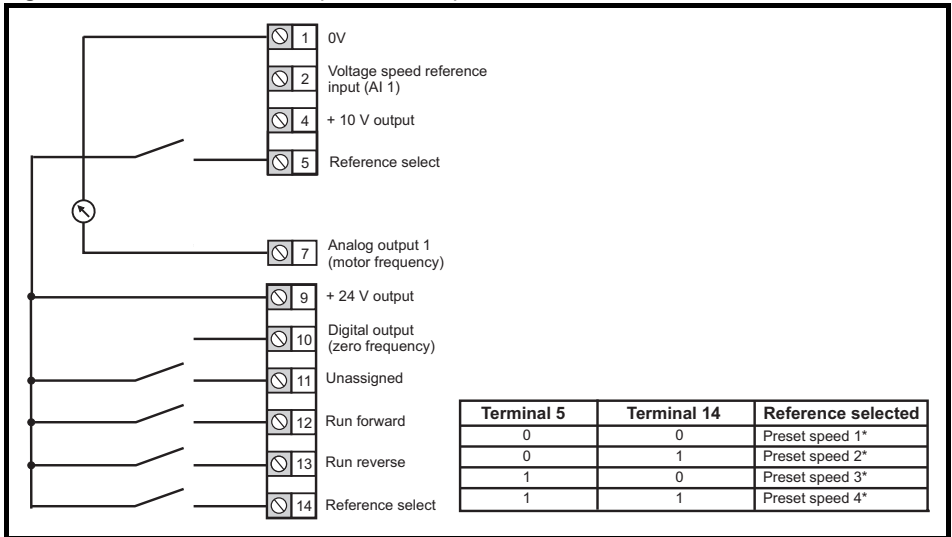 1 0V
2 Voltage speed reference
input (AI 1)
4 + 10 V output
5 Reference select
7 Analog output 1
(motor frequency)
9 + 24 V output
10 Digital output
(zero frequency)
11 Unassigned
12 Run forward
13 Run reverse
14 Reference select
Terminal 5 Terminal 14 Reference selected
0 0 Preset speed 1*
0 1 Preset speed 2*
1 0 Preset speed 3*
1 1 Preset speed 4*